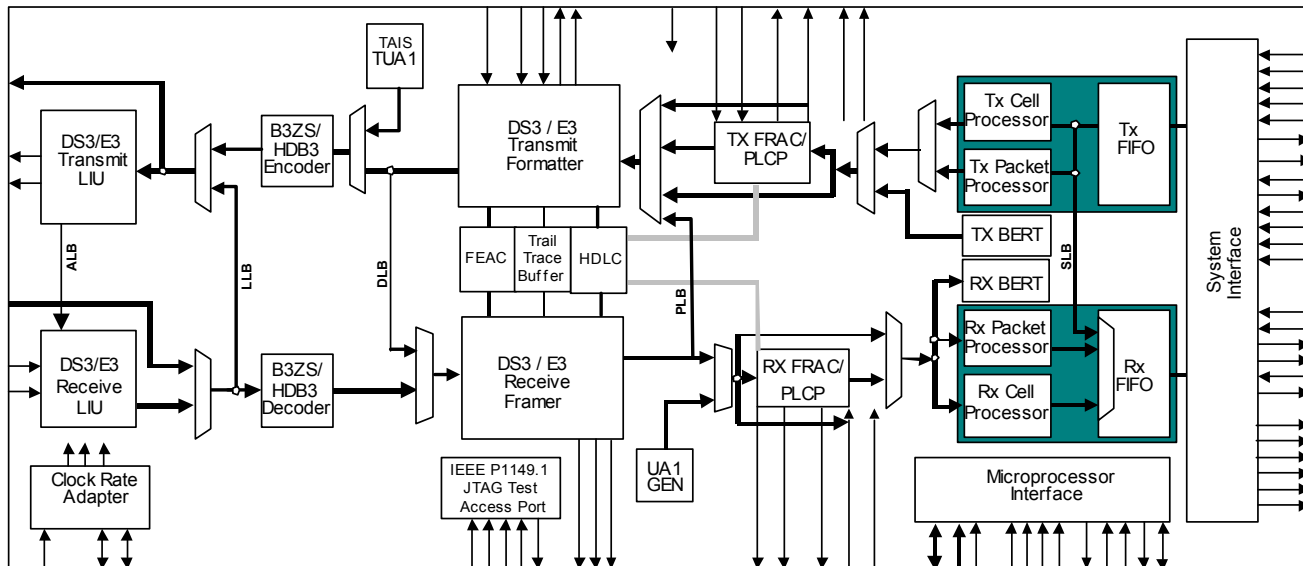 TAIS
TUA1
DS3/E3
Transmit
LIU
B3ZS/
HDB3
Encoder
DS3 / E3
Transmit
Formatter
TX FRAC/
PLCP
Tx Cell
Processor
Tx Packet
Processor
Tx
FIFO
TX BERT
RX BERT
System
Interface
ALB
LLB
DLB
FEAC
Trail
Trace
Buffer
HDLC
PLB
SLB
DS3/E3
Receive
LIU
B3ZS/
HDB3
Decoder
DS3 / E3
Receive
Framer
RX FRAC/
PLCP
Rx Packet
Processor
Rx Cell
Processor
Rx
FIFO
Clock Rate
Adapter
IEEE P1149.1
JTAG Test
Access Port
UA1
GEN
Microprocessor
Interface